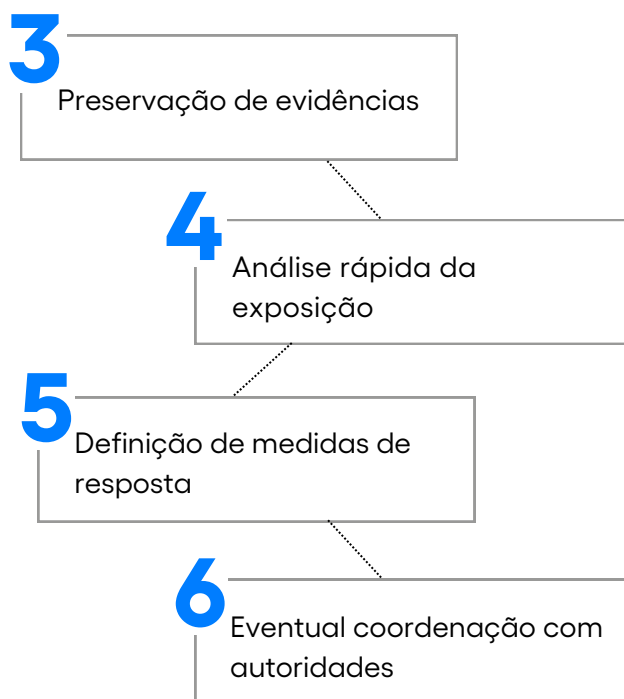 3
Preservação de evidências
4
Análise rápida da
exposição
5
Definição de medidas de
resposta
6
Eventual coordenação com
autoridades